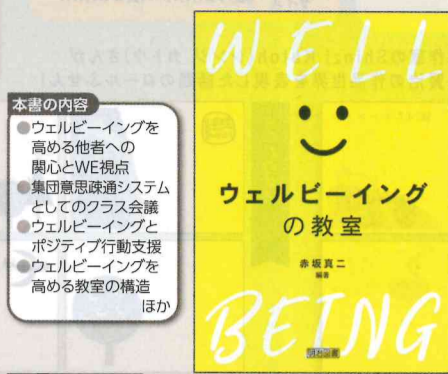 本書の内容
●ウェルビーイングを
高める他者への
関心とWE視点
●集団意思疎通システム
としてのクラス会議
●ウェルビーイングと
ポジティブ行動支援
●ウェルビーイングを
高める教室の構造
ほか
WELL
ウェルビーイング
の教室
赤坂真二
編著
BEING
明治図書